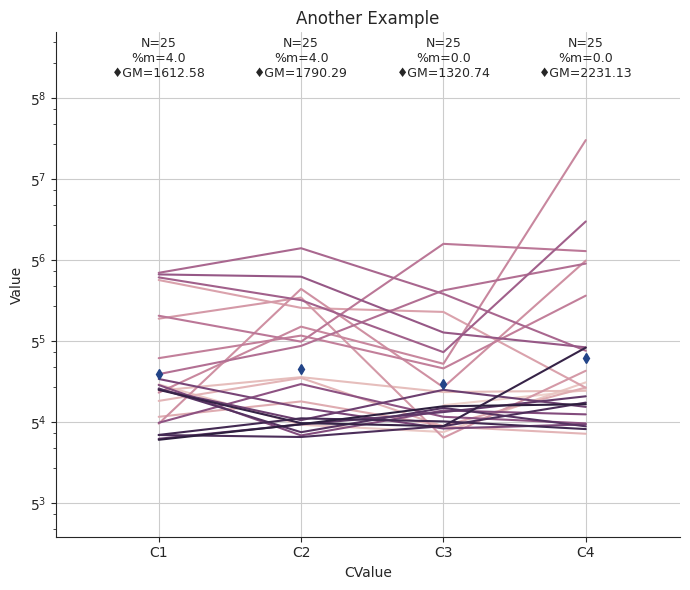 Another Example
N=25 N=25 N=25 N=25
%m=4.0 %m=4.0 %m=0.0 %m=0.0
♦GM=1612.58 ♦GM=1790.29 ♦GM=1320.74 ♦GM=2231.13
5⁸
5⁷
5⁶
5⁵
5⁴
5³
Value
C1 C2 C3 C4
CValue